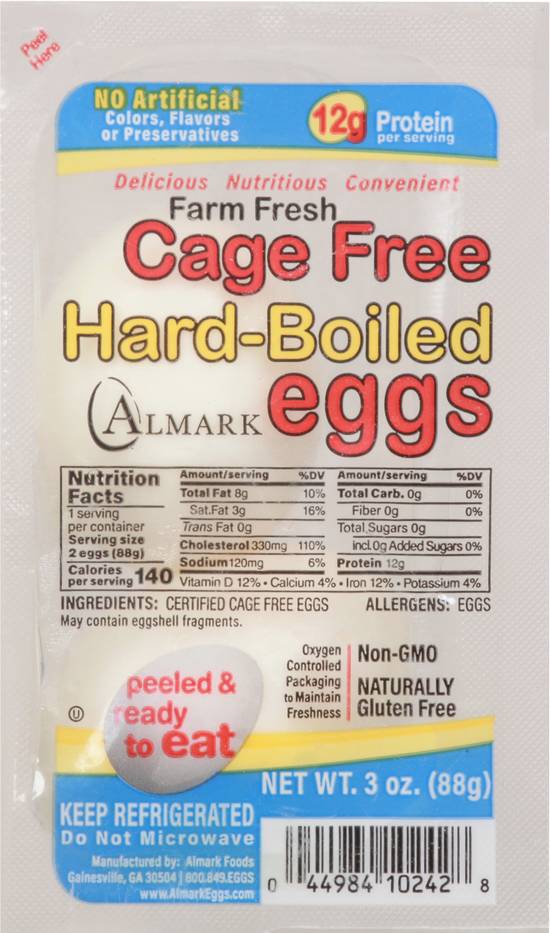 Peel
Here
NO Artificial
Colors, Flavors
or Preservatives
12g Protein
per serving
Delicious Nutritious Convenient
Farm Fresh
Cage Free
Hard-Boiled
ALMARK eggs
Nutrition
Facts
1 serving
per container
Serving size
2 eggs (88g)
Calories
per serving 140
Amount/serving %DV
Total Fat 8g 10%
Sat.Fat 3g 16%
Trans Fat 0g
Cholesterol 330mg 110%
Sodium 120mg 6%
Amount/serving %DV
Total Carb. 0g 0%
Fiber 0g 0%
Total Sugars 0g
incl.0g Added Sugars 0%
Protein 12g
Vitamin D 12% • Calcium 4% • Iron 12% • Potassium 4%
INGREDIENTS: CERTIFIED CAGE FREE EGGS ALLERGENS: EGGS
May contain eggshell fragments.
Oxygen
Controlled
Packaging
to Maintain
Freshness
Non-GMO
NATURALLY
Gluten Free
U
peeled &
ready
to eat
NET WT. 3 oz. (88g)
KEEP REFRIGERATED
Do Not Microwave
Manufactured by: Almark Foods
Gainesville, GA 30504 | 800.849.EGGS
www.AlmarkEggs.com
0 44984 10242 8